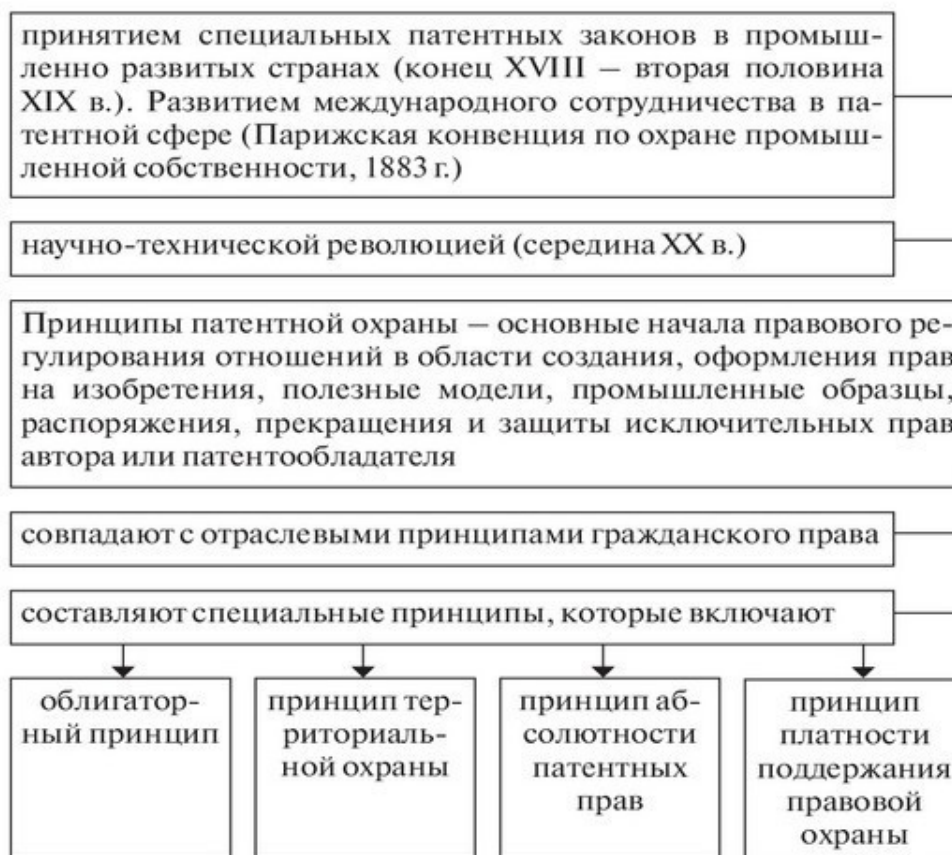 принятием специальных патентных законов в промыш-
ленно развитых странах (конец XVIII – вторая половина
XIX в.). Развитием международного сотрудничества в па-
тентной сфере (Парижская конвенция по охране промыш-
ленной собственности, 1883 г.)
научно-технической революцией (середина XX в.)
Принципы патентной охраны – основные начала правового ре-
гулирования отношений в области создания, оформления прав
на изобретения, полезные модели, промышленные образцы,
распоряжения, прекращения и защиты исключительных прав
автора или патентообладателя
совпадают с отраслевыми принципами гражданского права
составляют специальные принципы, которые включают
облигатор-
ный принцип
принцип тер-
риториаль-
ной охраны
принцип аб-
солютности
патентных
прав
принцип
платности
поддержания
правовой
охраны